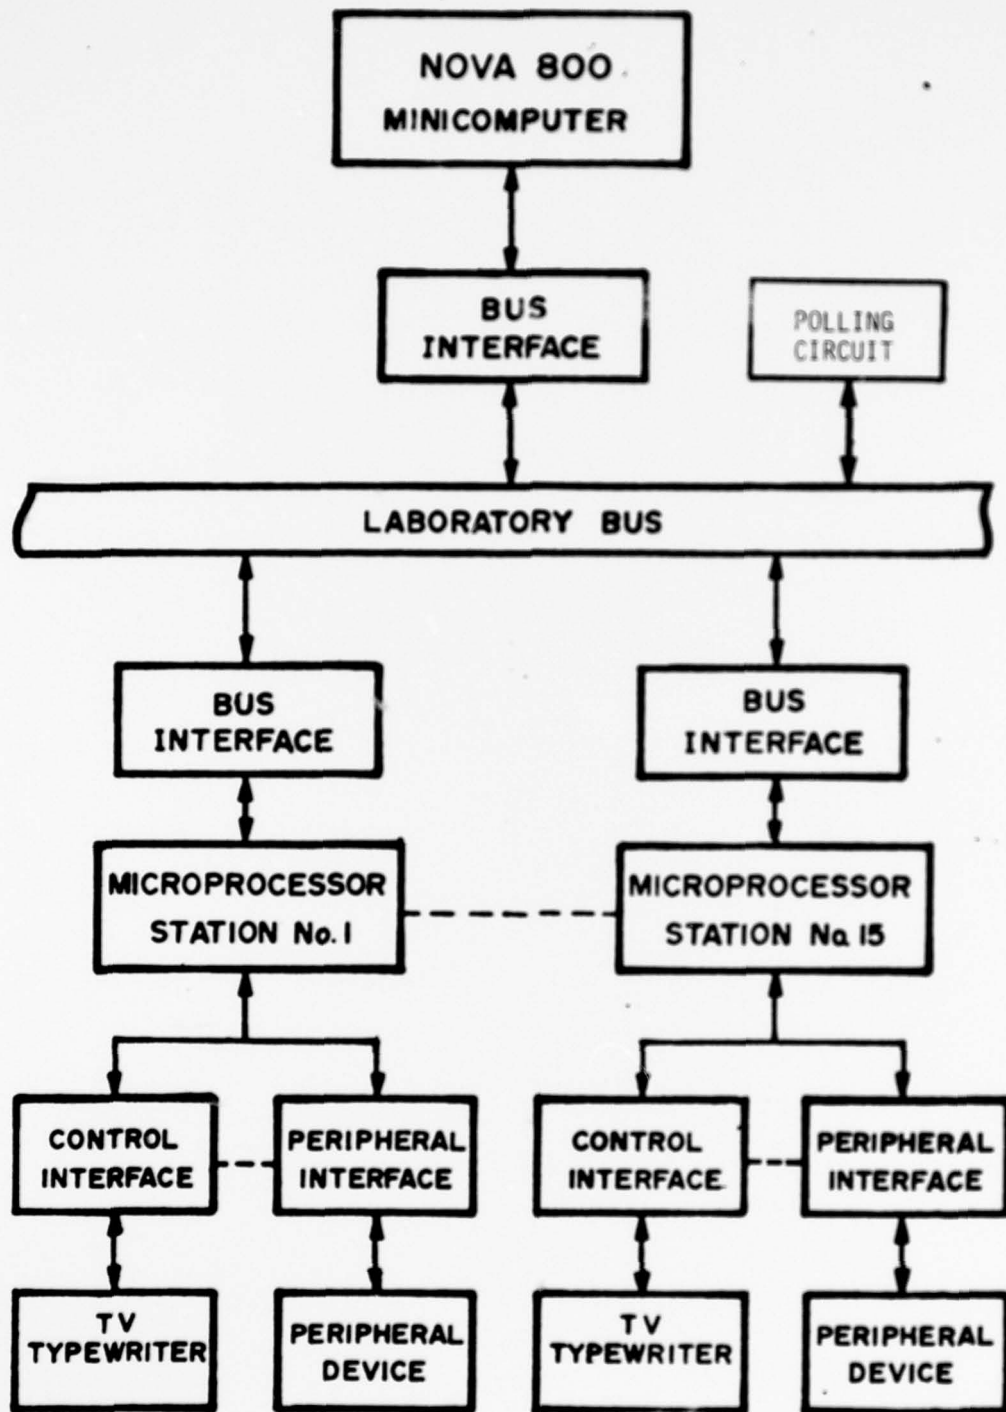 NOVA 800
MINICOMPUTER
BUS
INTERFACE
POLLING
CIRCUIT
LABORATORY BUS
BUS
INTERFACE
BUS
INTERFACE
MICROPROCESSOR
STATION No. 1
MICROPROCESSOR
STATION No. 15
CONTROL
INTERFACE
PERIPHERAL
INTERFACE
CONTROL
INTERFACE
PERIPHERAL
INTERFACE
TV
TYPEWRITER
PERIPHERAL
DEVICE
TV
TYPEWRITER
PERIPHERAL
DEVICE